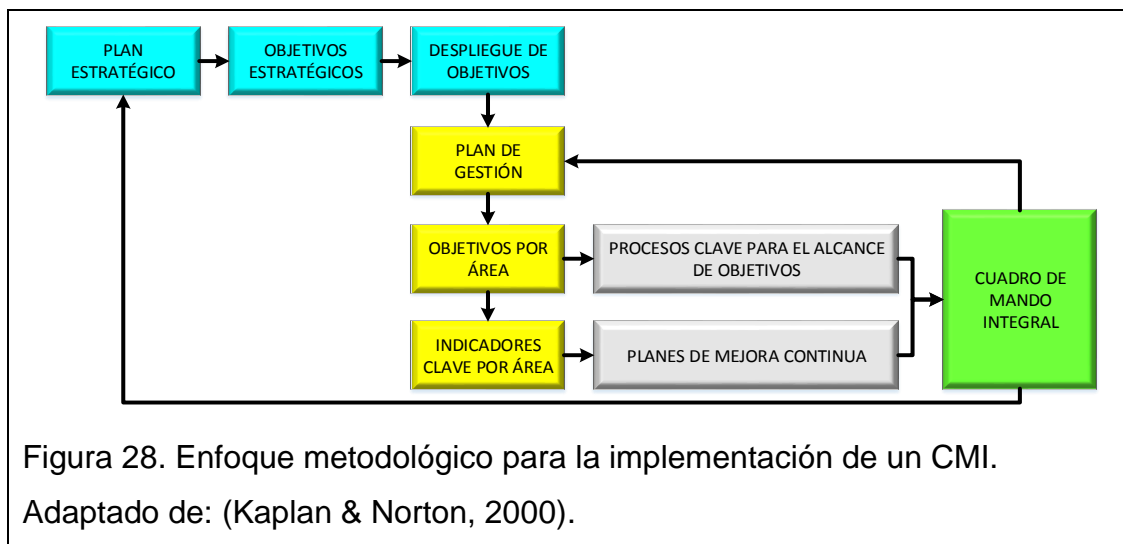 PLAN
ESTRATÉGICO
OBJETIVOS
ESTRATÉGICOS
DESPLIEGUE DE
OBJETIVOS
PLAN DE
GESTIÓN
OBJETIVOS POR
ÁREA
PROCESOS CLAVE PARA EL ALCANCE
DE OBJETIVOS
CUADRO DE
MANDO
INTEGRAL
INDICADORES
CLAVE POR ÁREA
PLANES DE MEJORA CONTINUA
Figura 28. Enfoque metodológico para la implementación de un CMI.
Adaptado de: (Kaplan & Norton, 2000).